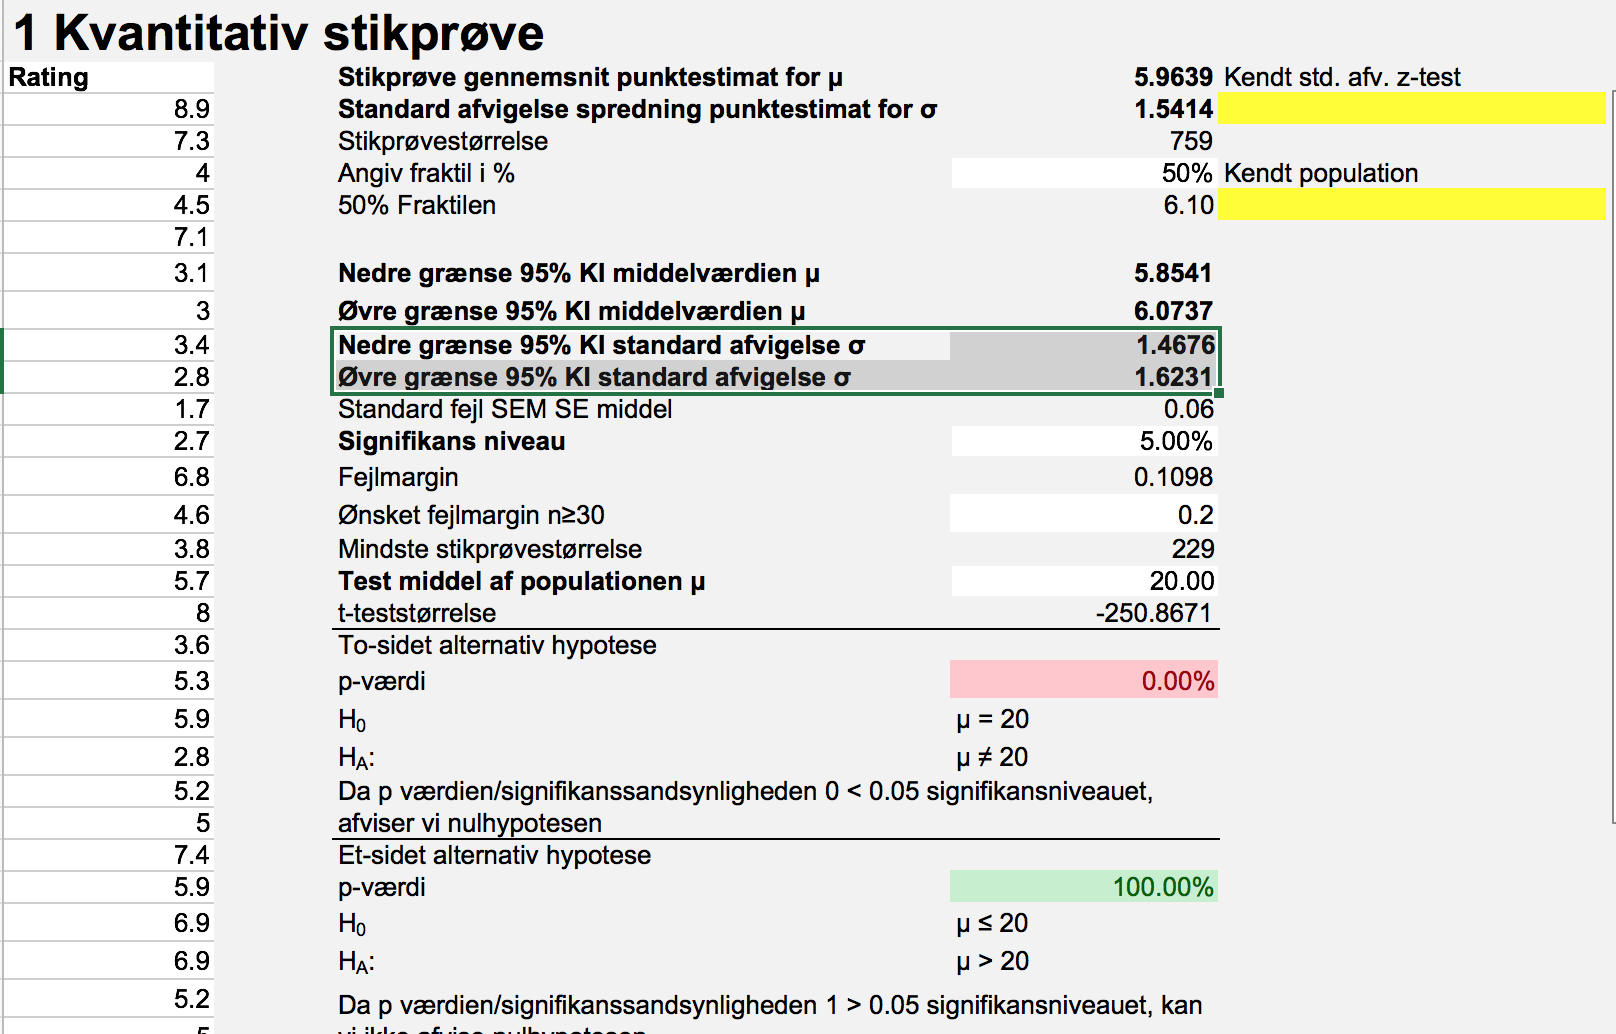 1 Kvantitativ stikprøve
Rating
Stikprøve gennemsnit punktestimat for μ 5.9639 Kendt std. afv. z-test
8.9 Standard afvigelse spredning punktestimat for σ 1.5414
7.3 Stikprøvestørrelse 759
4 Angiv fraktil i % 50% Kendt population
4.5 50% Fraktilen 6.10
7.1
3.1 Nedre grænse 95% KI middelværdien μ 5.8541
3 Øvre grænse 95% KI middelværdien μ 6.0737
3.4 Nedre grænse 95% KI standard afvigelse σ 1.4676
2.8 Øvre grænse 95% KI standard afvigelse σ 1.6231
1.7 Standard fejl SEM SE middel 0.06
2.7 Signifikans niveau 5.00%
6.8 Fejlmargin 0.1098
4.6 Ønsket fejlmargin n≥30 0.2
3.8 Mindste stikprøvestørrelse 229
5.7 Test middel af populationen μ 20.00
8 t-teststørrelse -250.8671
3.6 To-sidet alternativ hypotese
5.3 p-værdi 0.00%
5.9 H₀ μ = 20
2.8 H_A: μ ≠ 20
5.2 Da p værdien/signifikanssandsynligheden 0 < 0.05 signifikansniveauet,
5 afviser vi nulhypotesen
7.4 Et-sidet alternativ hypotese
5.9 p-værdi 100.00%
6.9 H₀ μ ≤ 20
6.9 H_A: μ > 20
5.2 Da p værdien/signifikanssandsynligheden 1 > 0.05 signifikansniveauet, kan
5 vi ikke afvise nulhypotesen